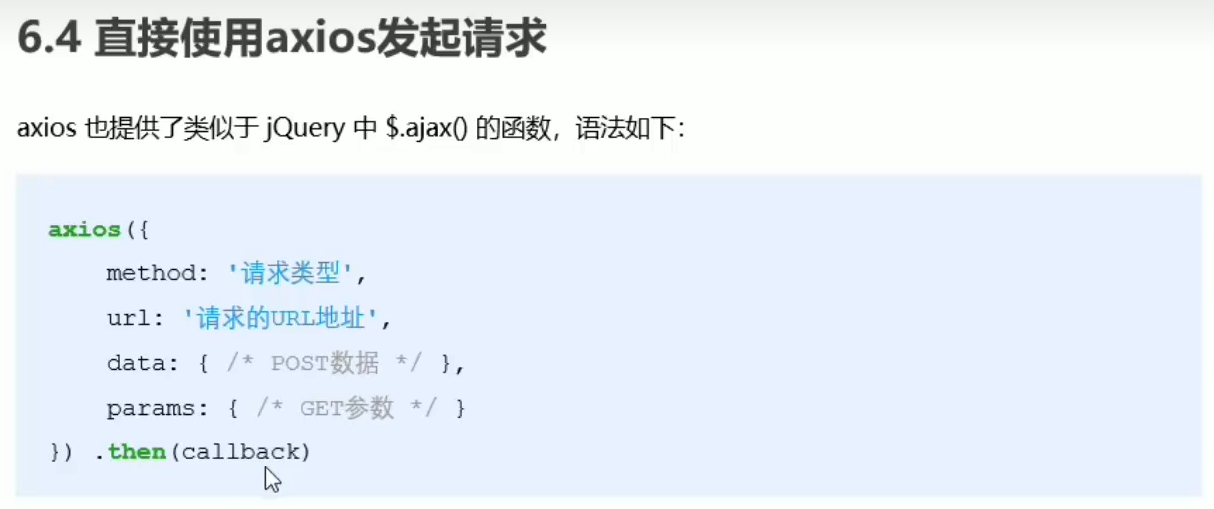 6.4 直接使用axios发起请求
axios 也提供了类似于 jQuery 中 $.ajax() 的函数，语法如下：
axios({
    method: '请求类型',
    url: '请求的URL地址',
    data: { /* POST数据 */ },
    params: { /* GET参数 */ }
}) .then(callback)